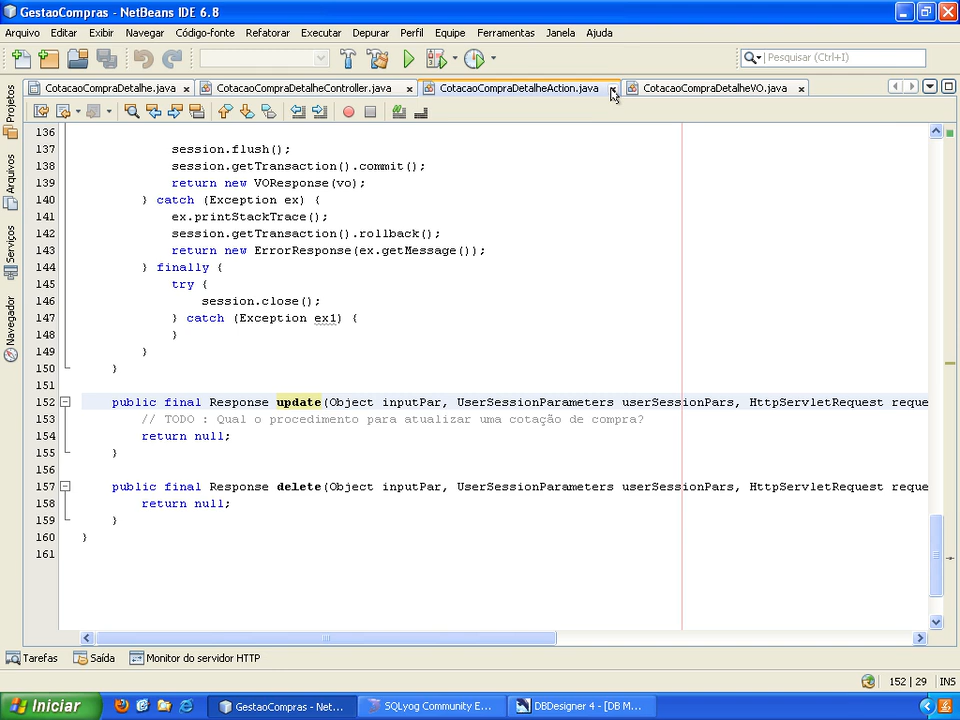 GestaoCompras - NetBeans IDE 6.8
Arquivo Editar Exibir Navegar Código-fonte Refatorar Executar Depurar Perfil Equipe Ferramentas Janela Ajuda
Pesquisar (Ctrl+I)
CotacaoCompraDetalhe.java CotacaoCompraDetalheController.java CotacaoCompraDetalheAction.java CotacaoCompraDetalheVO.java
Projetos
Arquivos
Serviços
Navegador
136
137 session.flush();
138 session.getTransaction().commit();
139 return new VOResponse(vo);
140 } catch (Exception ex) {
141 ex.printStackTrace();
142 session.getTransaction().rollback();
143 return new ErrorResponse(ex.getMessage());
144 } finally {
145 try {
146 session.close();
147 } catch (Exception ex1) {
148 }
149 }
150 }
151
152 public final Response update(Object inputPar, UserSessionParameters userSessionPars, HttpServletRequest reque
153 // TODO : Qual o procedimento para atualizar uma cotação de compra?
154 return null;
155 }
156
157 public final Response delete(Object inputPar, UserSessionParameters userSessionPars, HttpServletRequest reque
158 return null;
159 }
160 }
161
Tarefas Saída Monitor do servidor HTTP
152 | 29 INS
Iniciar GestaoCompras - Net... SQLyog Community E... DBDesigner 4 - [DB M...